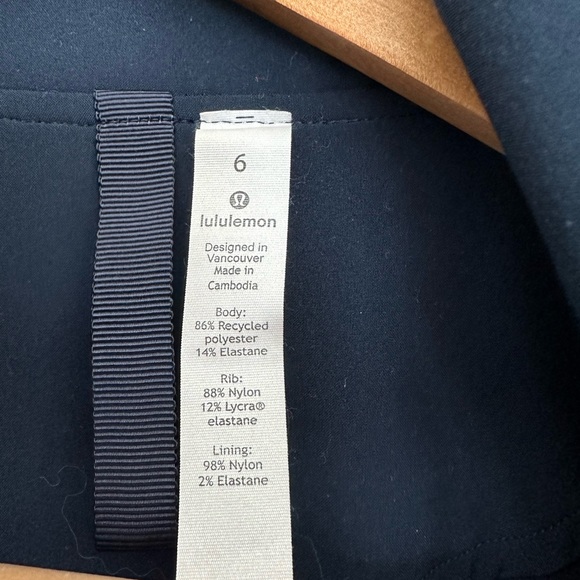 6
lululemon
Designed in
Vancouver
Made in
Cambodia
Body:
86% Recycled
polyester
14% Elastane
Rib:
88% Nylon
12% Lycra®
elastane
Lining:
98% Nylon
2% Elastane